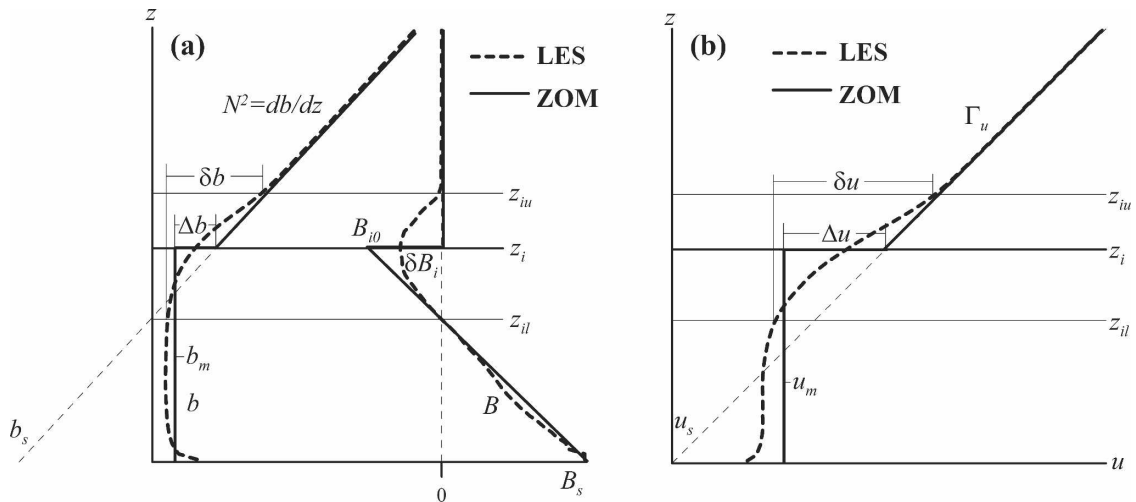 z
(a)
LES
ZOM
N²=db/dz
δb
z_iu
Δb
B_i0
z_i
δB_i
z_il
b_m
b
B
b_s
B_s
0
z
(b)
LES
ZOM
Γ_u
δu
z_iu
Δu
z_i
z_il
u_m
u_s
u